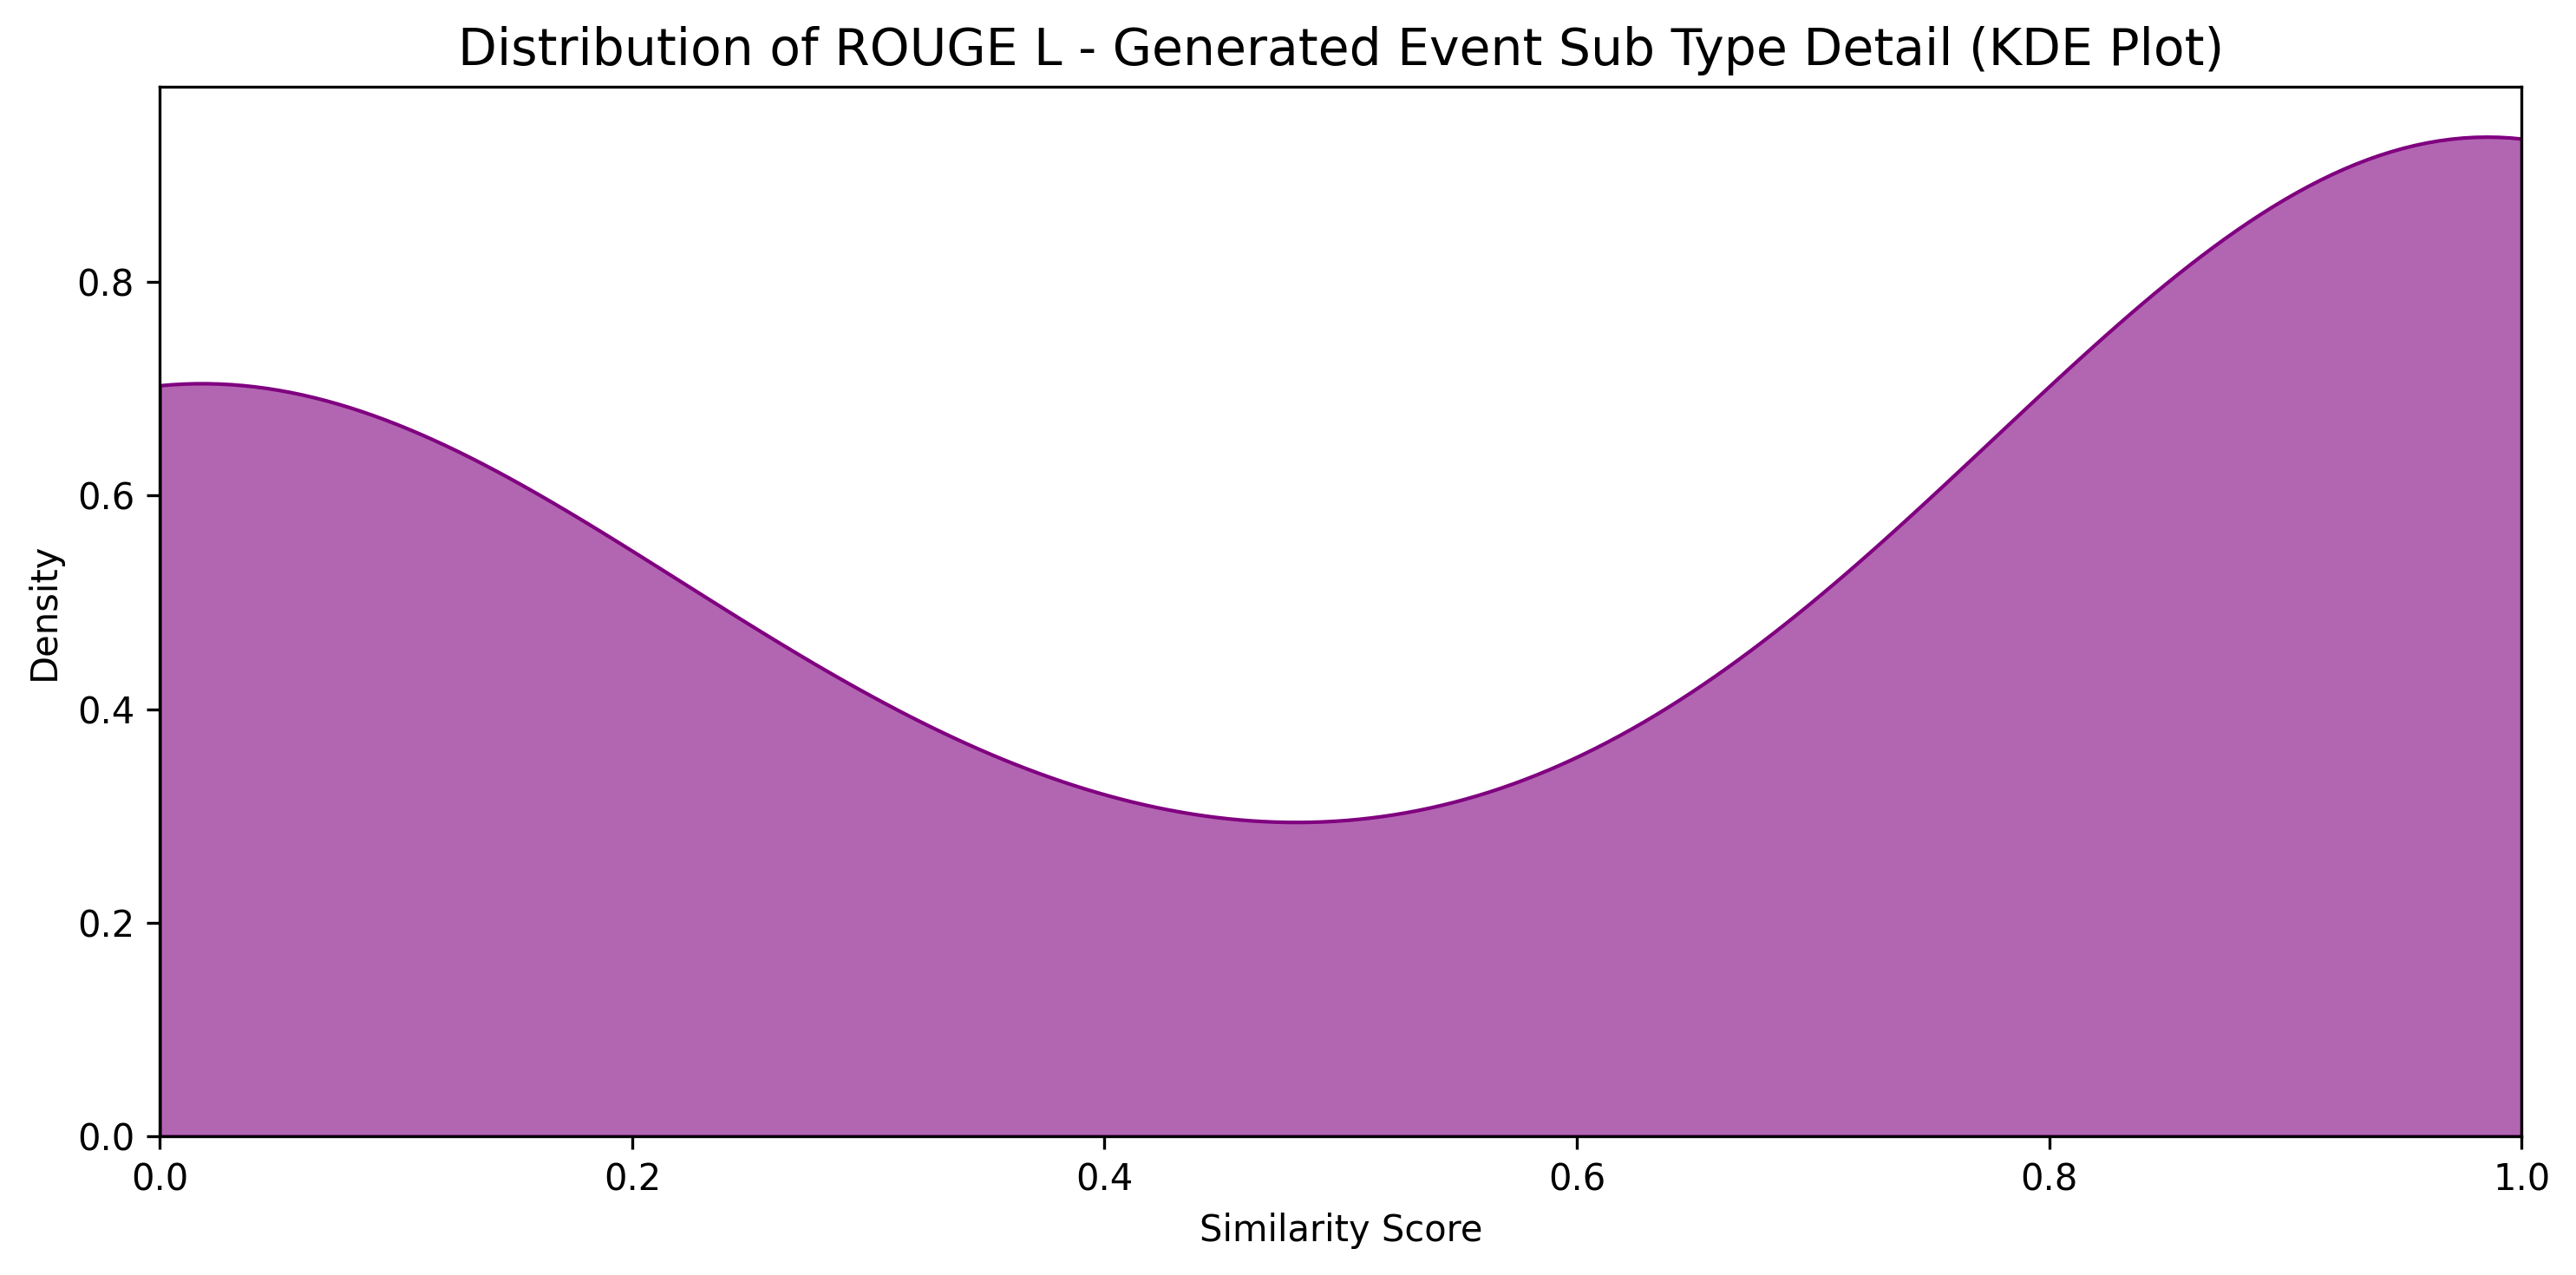 Distribution of ROUGE L - Generated Event Sub Type Detail (KDE Plot)
Density
0.8
0.6
0.4
0.2
0.0
0.0 0.2 0.4 0.6 0.8 1.0
Similarity Score